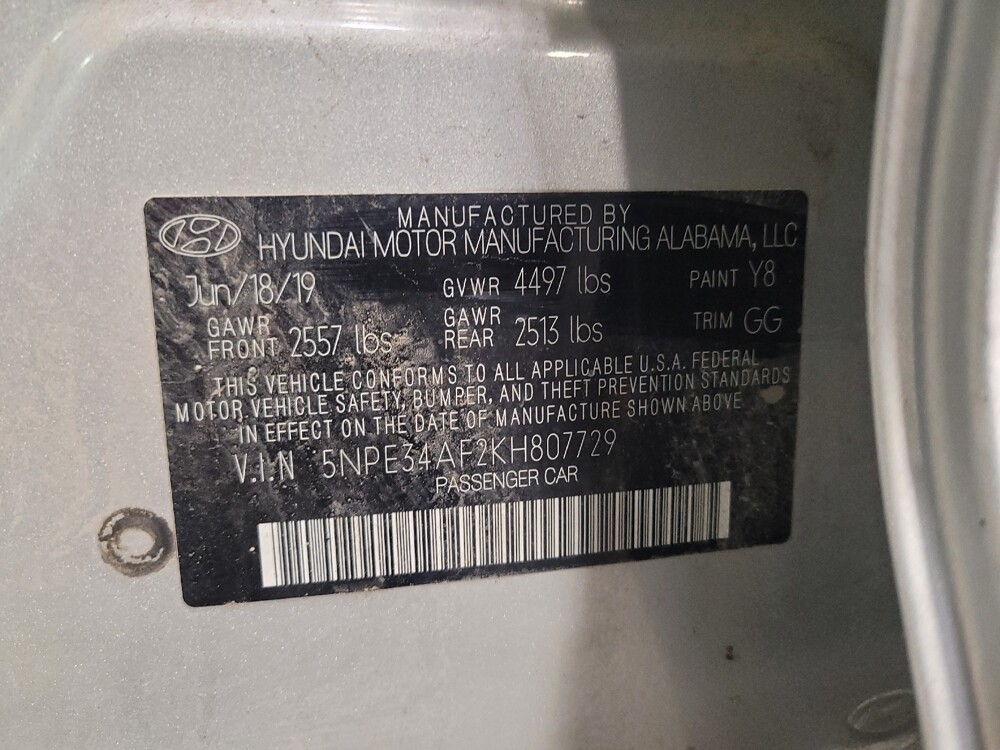 MANUFACTURED BY
HYUNDAI MOTOR MANUFACTURING ALABAMA, LLC
Jun/18/19 GVWR 4497 lbs PAINT Y8
GAWR FRONT 2557 lbs GAWR REAR 2513 lbs TRIM GG
THIS VEHICLE CONFORMS TO ALL APPLICABLE U.S.A. FEDERAL
MOTOR VEHICLE SAFETY, BUMPER, AND THEFT PREVENTION STANDARDS
IN EFFECT ON THE DATE OF MANUFACTURE SHOWN ABOVE
V.I.N 5NPE34AF2KH807729
PASSENGER CAR